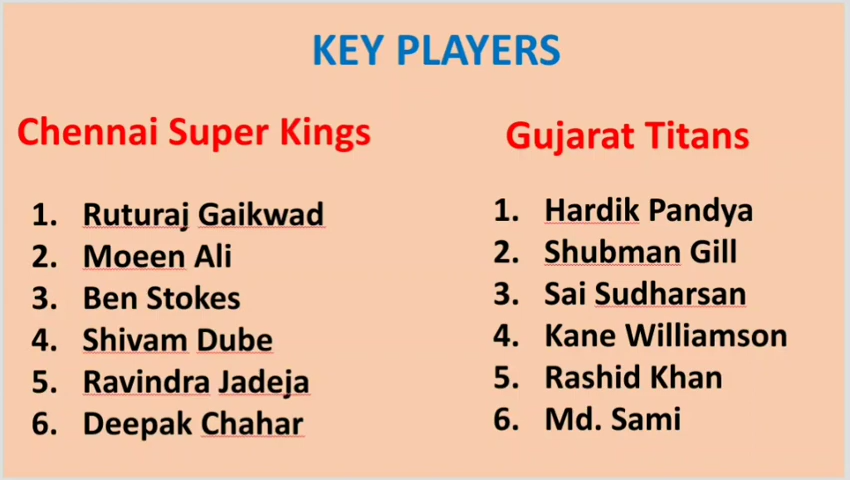 KEY PLAYERS
Chennai Super Kings
1. Ruturaj Gaikwad
2. Moeen Ali
3. Ben Stokes
4. Shivam Dube
5. Ravindra Jadeja
6. Deepak Chahar
Gujarat Titans
1. Hardik Pandya
2. Shubman Gill
3. Sai Sudharsan
4. Kane Williamson
5. Rashid Khan
6. Md. Sami